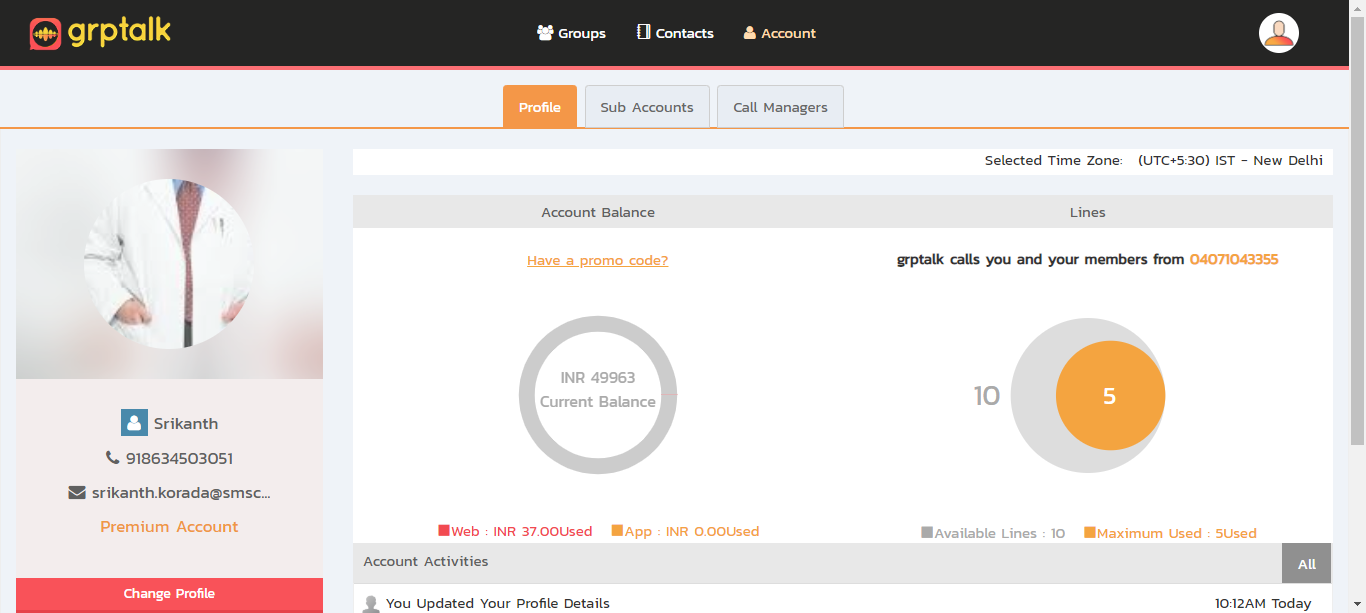 grptalk
Groups Contacts Account
Profile Sub Accounts Call Managers
Selected Time Zone: (UTC+5:30) IST - New Delhi
Account Balance Lines
Have a promo code? grptalk calls you and your members from 04071043355
INR 49963
Current Balance
10 5
Srikanth
918634503051
srikanth.korada@smsc...
Premium Account
Web : INR 37.00Used App : INR 0.00Used Available Lines : 10 Maximum Used : 5Used
Account Activities All
Change Profile
You Updated Your Profile Details 10:12AM Today